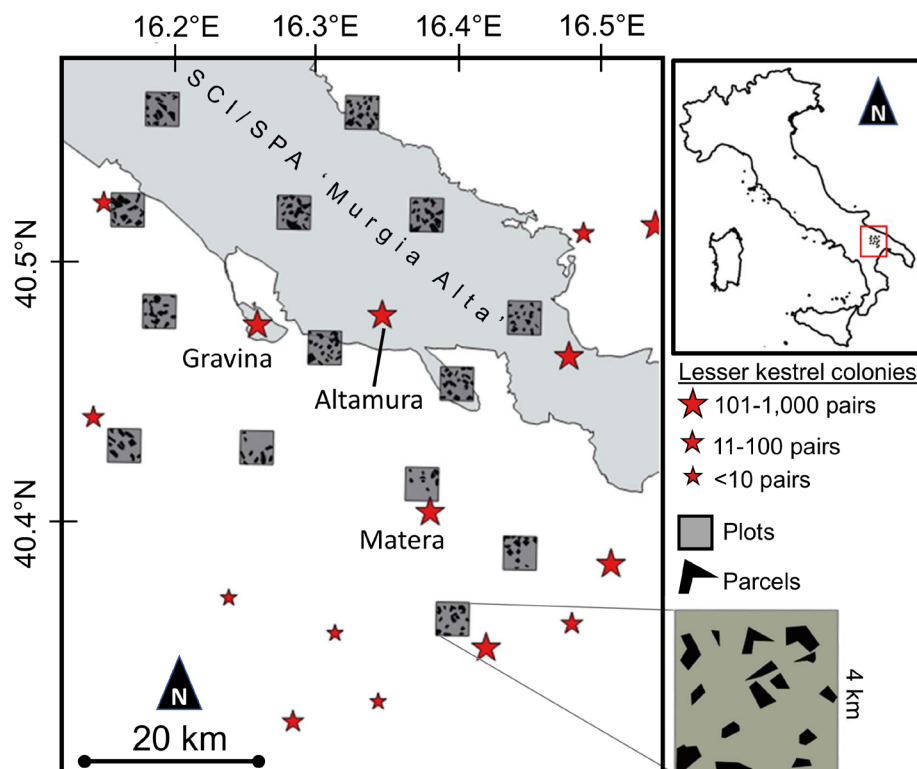 16.2°E 16.3°E 16.4°E 16.5°E
40.5°N
40.4°N
SCI/SPA ‘Murgia Alta’
Gravina
Altamura
Matera
N
20 km
N
Lesser kestrel colonies
101-1,000 pairs
11-100 pairs
<10 pairs
Plots
Parcels
4 km